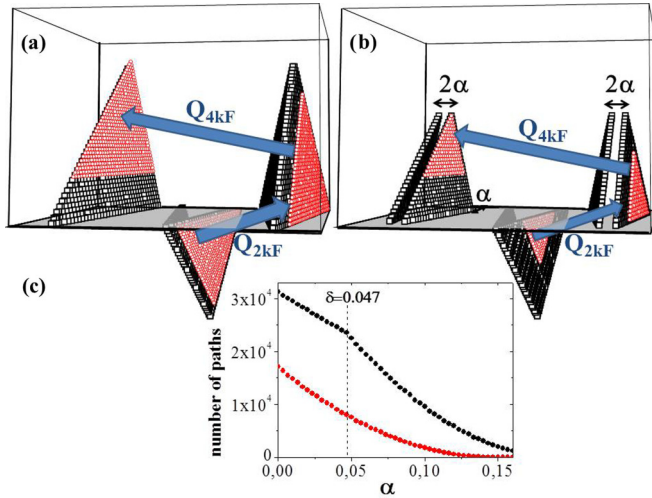 (a)
Q4kF
Q2kF
(b)
2α
2α
Q4kF
α
Q2kF
(c)
δ=0.047
number of paths
3x10^4
2x10^4
1x10^4
0
0,00
0,05
0,10
0,15
α